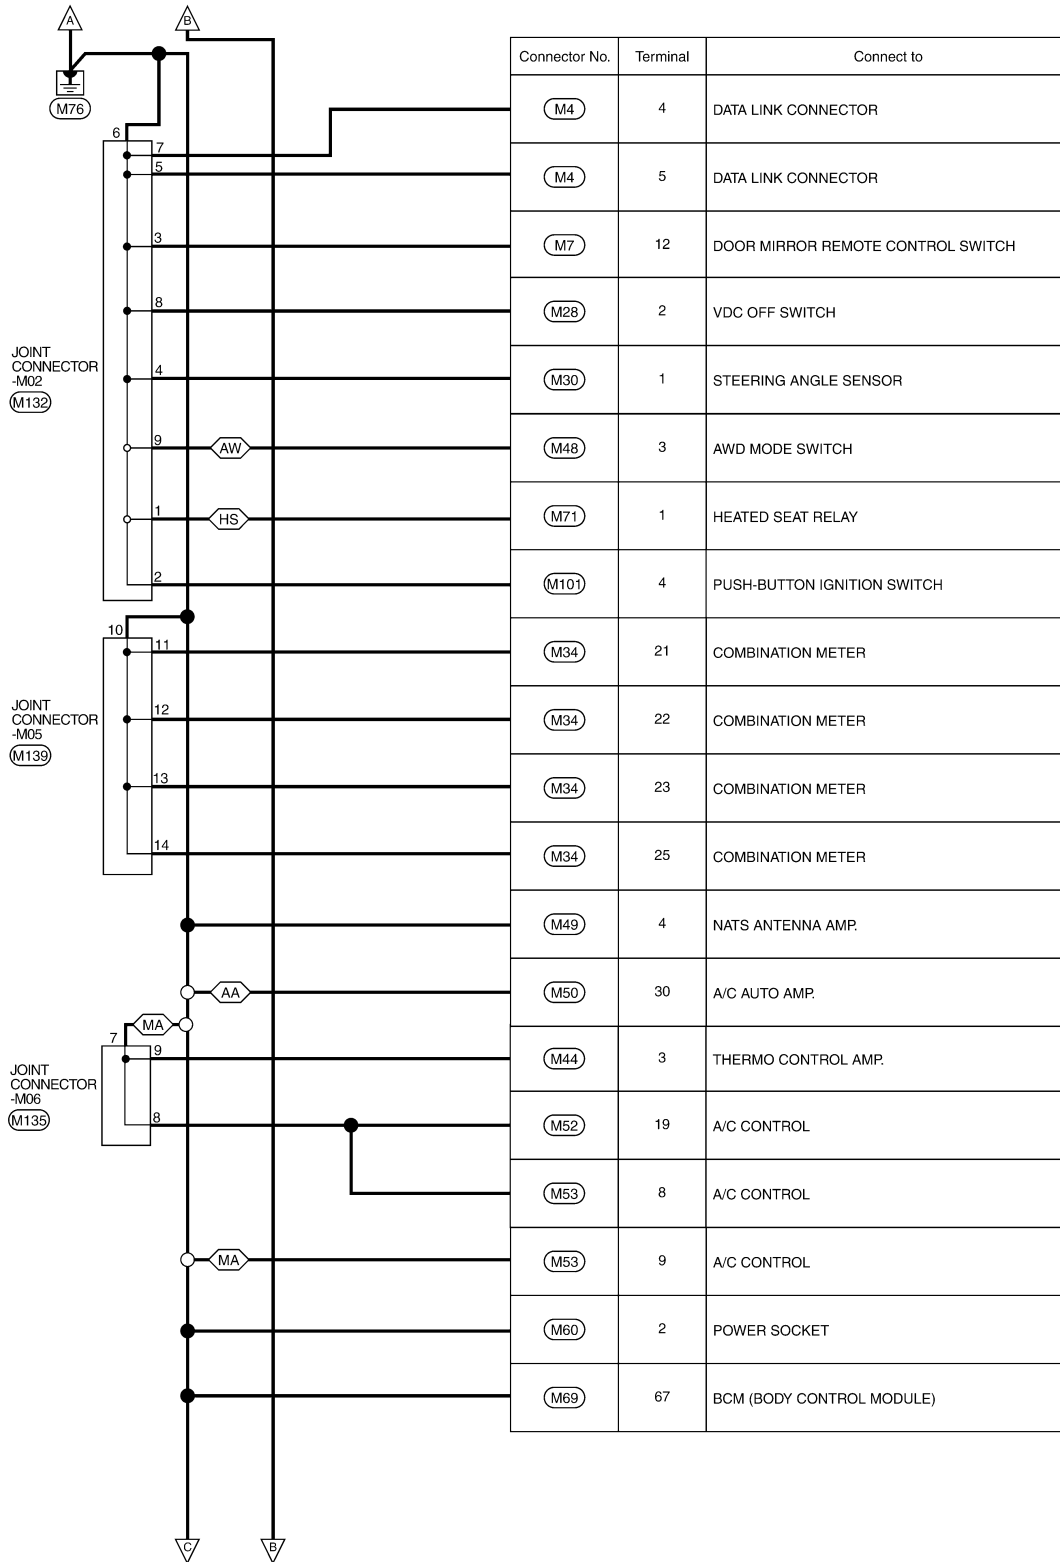 A B
M76
Connector No. Terminal Connect to
6
7 M4 4 DATA LINK CONNECTOR
5 M4 5 DATA LINK CONNECTOR
3 M7 12 DOOR MIRROR REMOTE CONTROL SWITCH
8 M28 2 VDC OFF SWITCH
JOINT
CONNECTOR
-M02
M132
4 M30 1 STEERING ANGLE SENSOR
9 AW M48 3 AWD MODE SWITCH
1 HS M71 1 HEATED SEAT RELAY
2 M101 4 PUSH-BUTTON IGNITION SWITCH
10
11 M34 21 COMBINATION METER
JOINT
CONNECTOR
-M05
M139
12 M34 22 COMBINATION METER
13 M34 23 COMBINATION METER
14 M34 25 COMBINATION METER
M49 4 NATS ANTENNA AMP.
AA M50 30 A/C AUTO AMP.
MA
7
9 M44 3 THERMO CONTROL AMP.
JOINT
CONNECTOR
-M06
M135
8 M52 19 A/C CONTROL
M53 8 A/C CONTROL
MA M53 9 A/C CONTROL
M60 2 POWER SOCKET
M69 67 BCM (BODY CONTROL MODULE)
C B